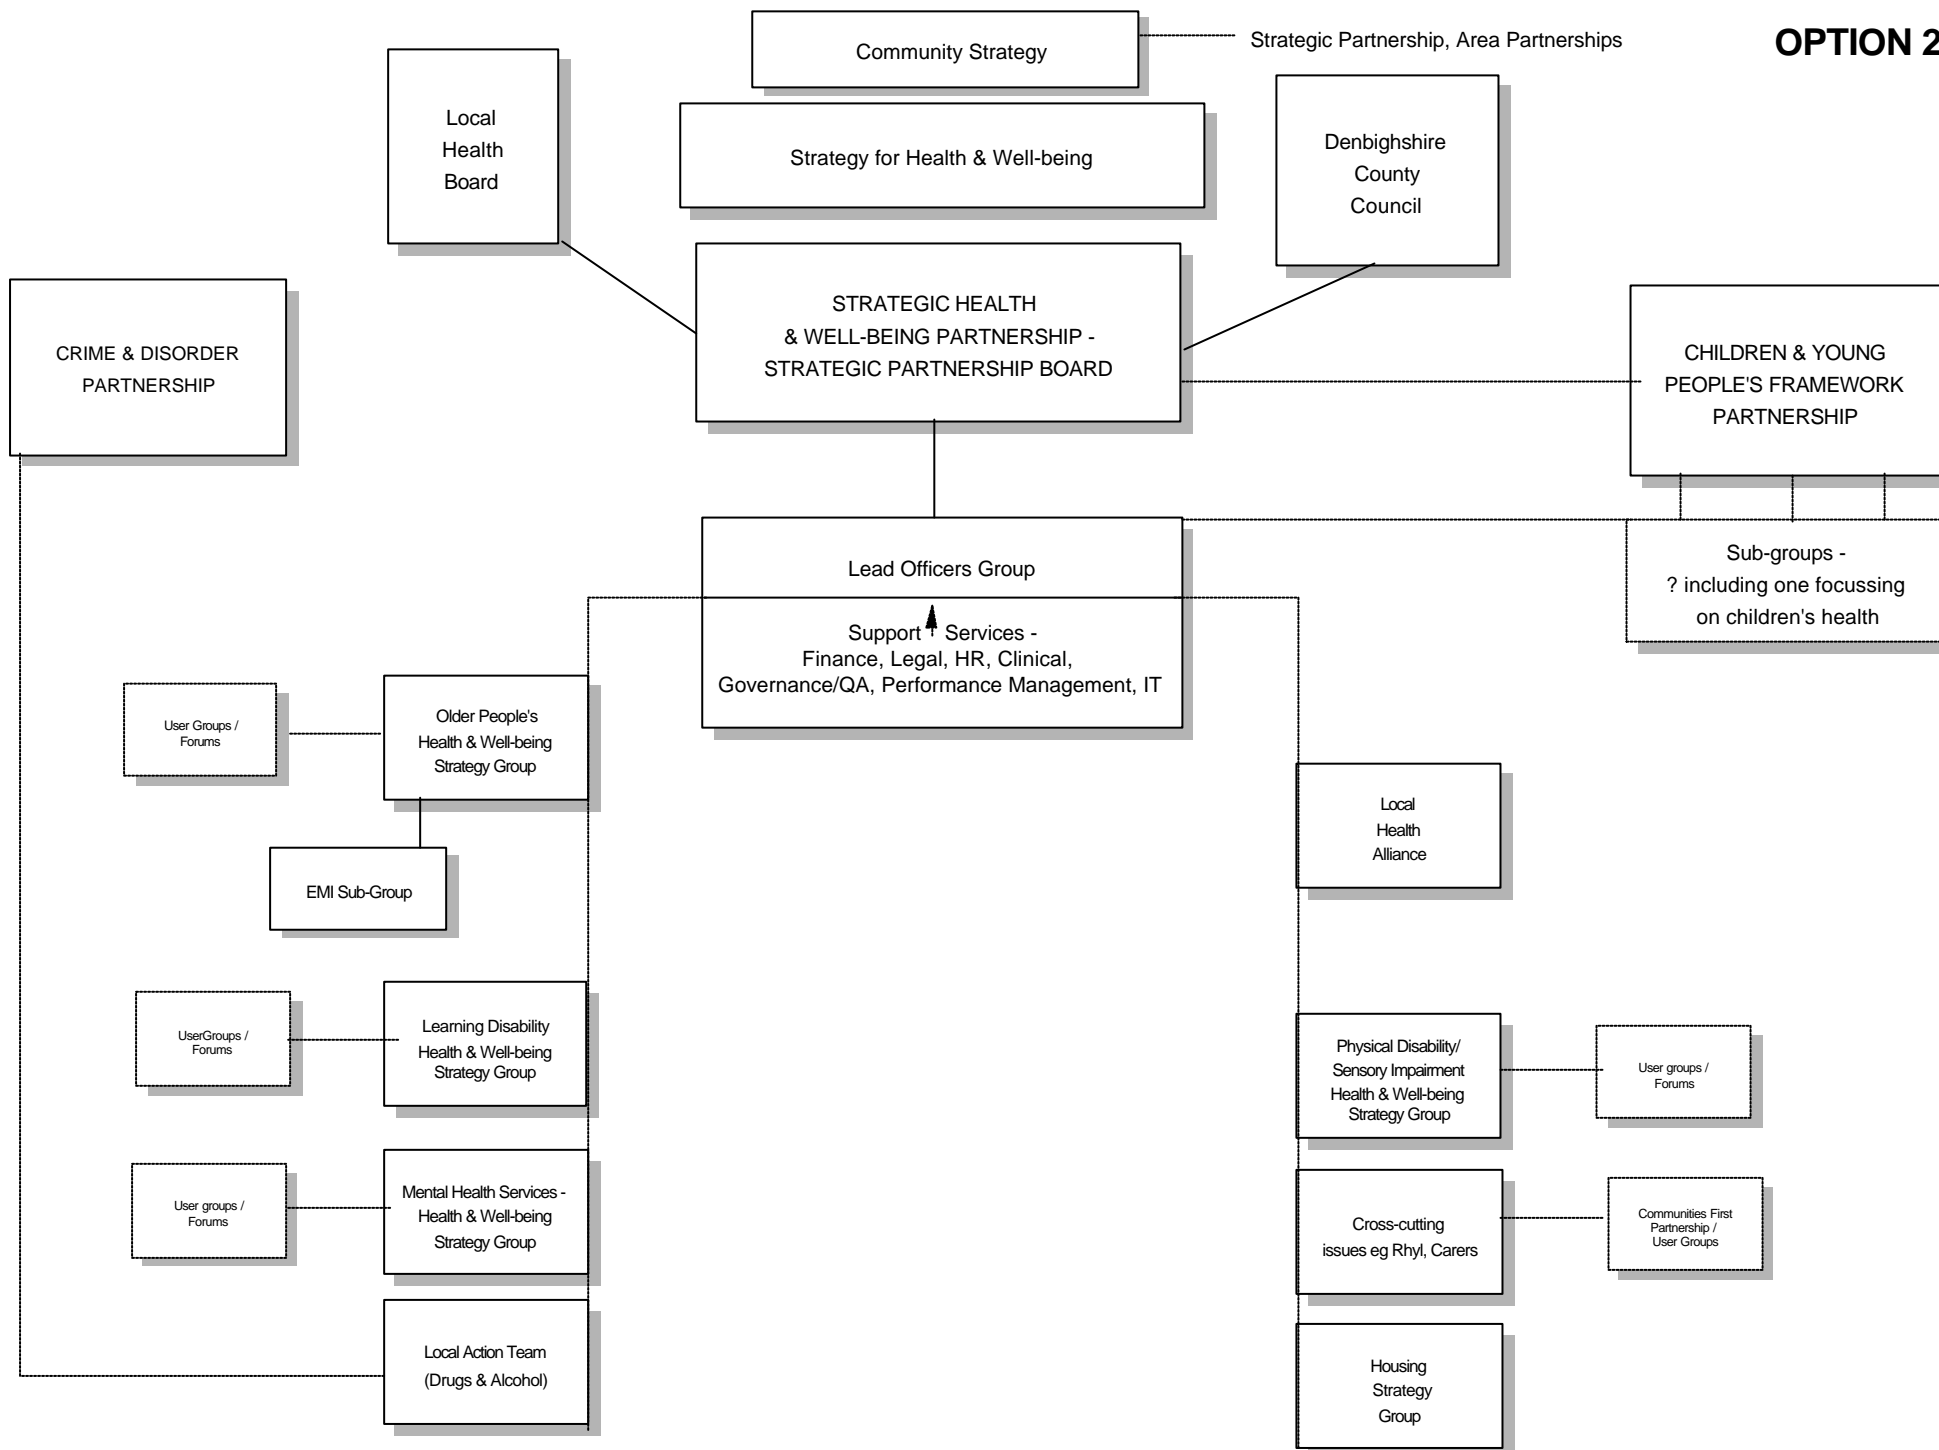 OPTION 2
Community Strategy
Strategic Partnership, Area Partnerships
Local
Health
Board
Strategy for Health & Well-being
Denbighshire
County
Council
CRIME & DISORDER
PARTNERSHIP
STRATEGIC HEALTH
& WELL-BEING PARTNERSHIP -
STRATEGIC PARTNERSHIP BOARD
CHILDREN & YOUNG
PEOPLE'S FRAMEWORK
PARTNERSHIP
Lead Officers Group
Support Services -
Finance, Legal, HR, Clinical,
Governance/QA, Performance Management, IT
Sub-groups -
? including one focussing
on children's health
User Groups /
Forums
Older People's
Health & Well-being
Strategy Group
EMI Sub-Group
Local
Health
Alliance
UserGroups /
Forums
Learning Disability
Health & Well-being
Strategy Group
Physical Disability/
Sensory Impairment
Health & Well-being
Strategy Group
User groups /
Forums
User groups /
Forums
Mental Health Services -
Health & Well-being
Strategy Group
Cross-cutting
issues eg Rhyl, Carers
Communities First
Partnership /
User Groups
Local Action Team
(Drugs & Alcohol)
Housing
Strategy
Group